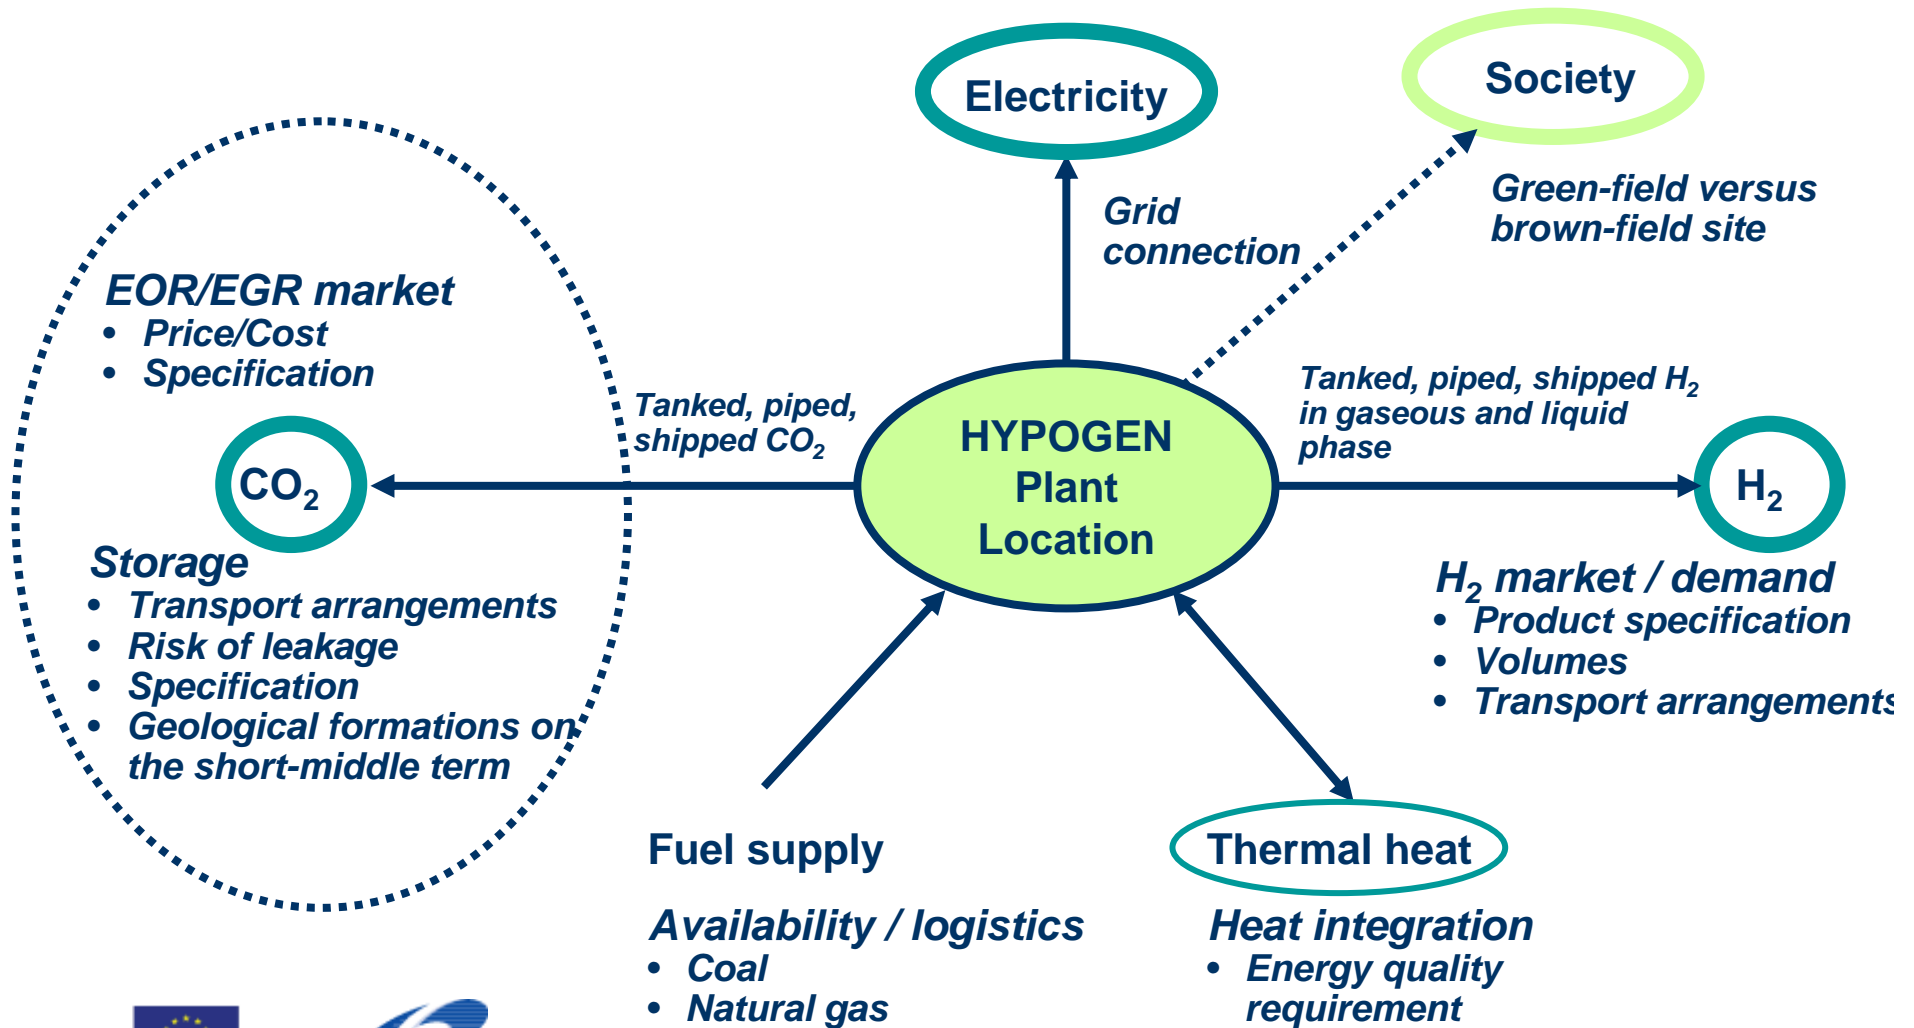 Electricity
Society
Green-field versus
brown-field site
Grid
connection
EOR/EGR market
• Price/Cost
• Specification
CO₂
Storage
• Transport arrangements
• Risk of leakage
• Specification
• Geological formations on
the short-middle term
Tanked, piped,
shipped CO₂
HYPOGEN
Plant
Location
Tanked, piped, shipped H₂
in gaseous and liquid
phase
H₂
H₂ market / demand
• Product specification
• Volumes
• Transport arrangements
Fuel supply
Availability / logistics
• Coal
• Natural gas
Thermal heat
Heat integration
• Energy quality
requirement